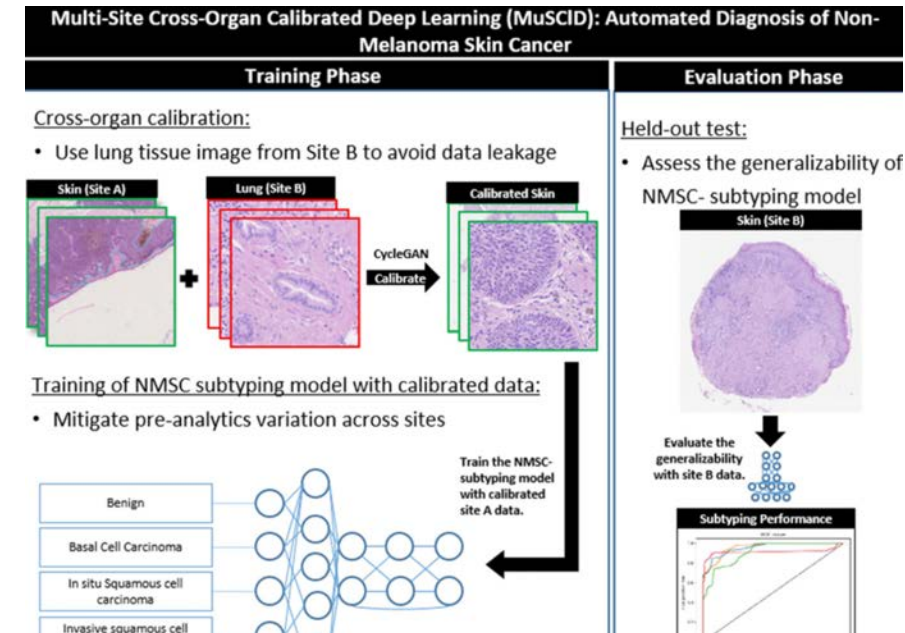 Multi-Site Cross-Organ Calibrated Deep Learning (MuSClD): Automated Diagnosis of Non-
Melanoma Skin Cancer
Training Phase
Cross-organ calibration:
• Use lung tissue image from Site B to avoid data leakage
Skin (Site A)
Lung (Site B)
Calibrated Skin
CycleGAN
Calibrate
Training of NMSC subtyping model with calibrated data:
• Mitigate pre-analytics variation across sites
Train the NMSC-
subtyping model
with calibrated
site A data.
Benign
Basal Cell Carcinoma
In situ Squamous cell
carcinoma
Invasive squamous cell
Evaluation Phase
Held-out test:
• Assess the generalizability of
NMSC- subtyping model
Skin (Site B)
Evaluate the
generalizability
with site B data.
Subtyping Performance